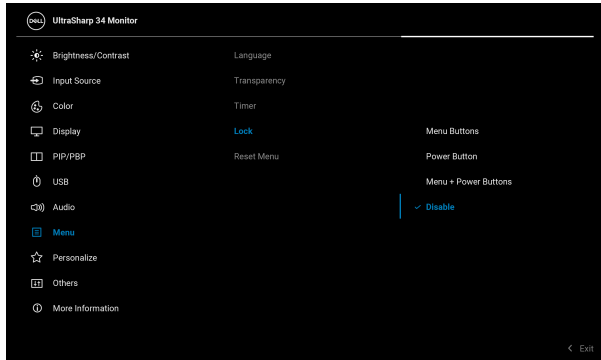 DELL UltraSharp 34 Monitor
Brightness/Contrast
Input Source
Color
Display
PIP/PBP
USB
Audio
Menu
Personalize
Others
More Information
Language
Transparency
Timer
Lock
Reset Menu
Menu Buttons
Power Button
Menu + Power Buttons
Disable
Exit